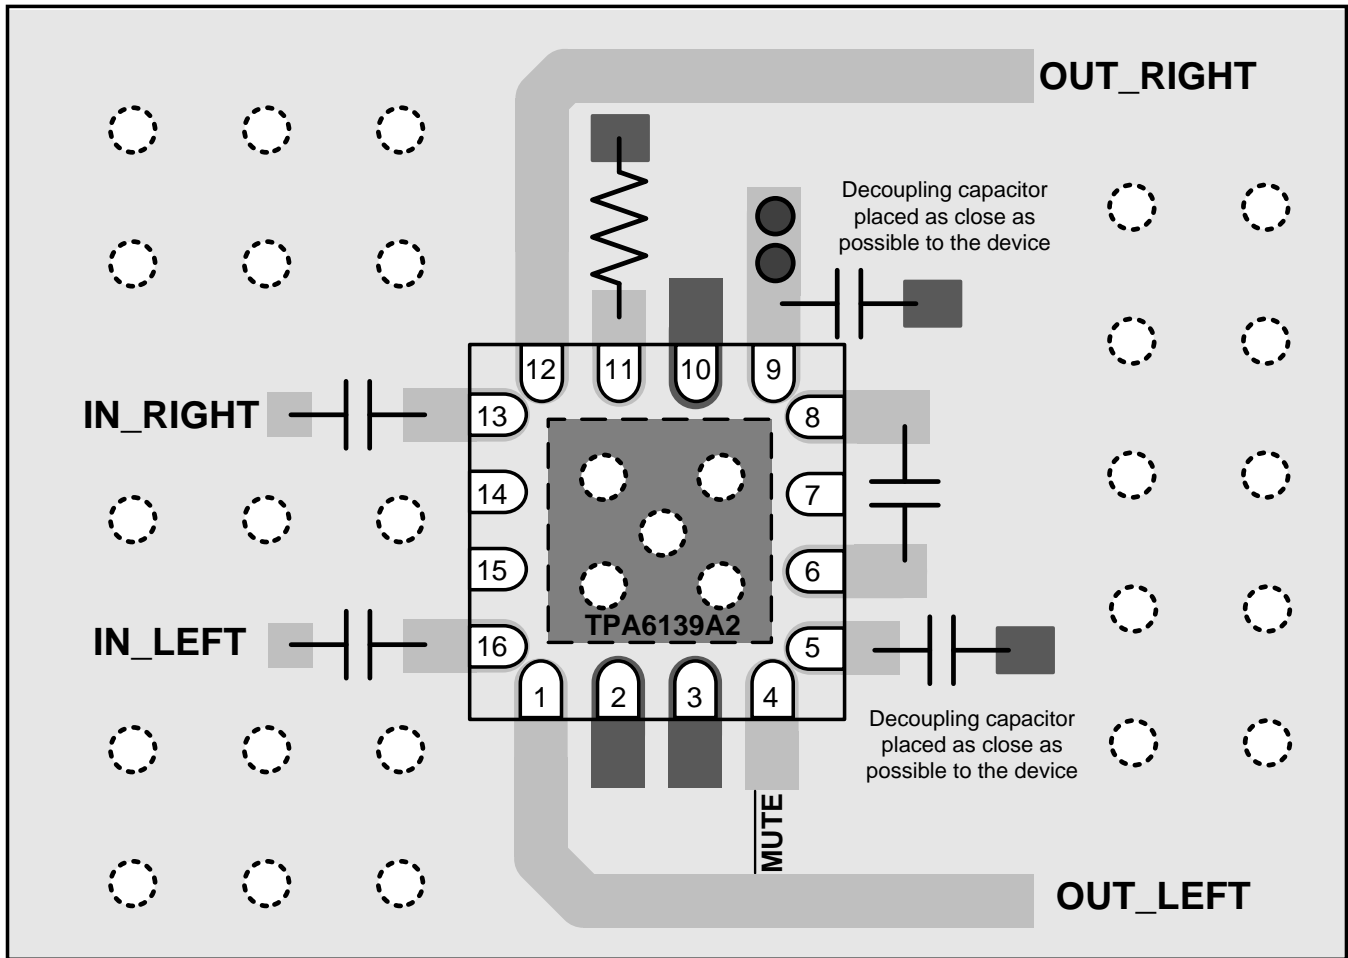 OUT_RIGHT
Decoupling capacitor
placed as close as
possible to the device
12
11
10
9
IN_RIGHT
13
8
14
7
15
6
IN_LEFT
16
5
TPA6139A2
1
2
3
4
Decoupling capacitor
placed as close as
possible to the device
MUTE
OUT_LEFT